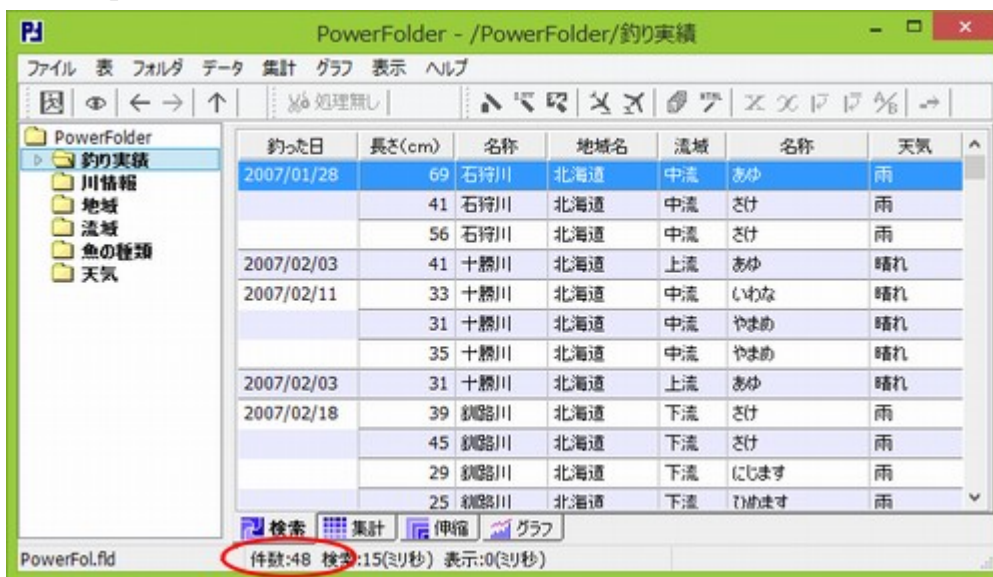 PowerFolder - /PowerFolder/釣り実績
ファイル 表 フォルダ データ 集計 グラフ 表示 ヘルプ
処理無し
PowerFolder
釣り実績
川情報
地域
流域
魚の種類
天気
釣った日 長さ(cm) 名称 地域名 流域 名称 天気
2007/01/28 69 石狩川 北海道 中流 あゆ 雨
41 石狩川 北海道 中流 さけ 雨
56 石狩川 北海道 中流 さけ 雨
2007/02/03 41 十勝川 北海道 上流 あゆ 晴れ
2007/02/11 33 十勝川 北海道 中流 いわな 晴れ
31 十勝川 北海道 中流 やまめ 晴れ
35 十勝川 北海道 中流 やまめ 晴れ
2007/02/03 31 十勝川 北海道 上流 あゆ 晴れ
2007/02/18 39 釧路川 北海道 下流 さけ 雨
45 釧路川 北海道 下流 さけ 雨
29 釧路川 北海道 下流 にじます 雨
25 釧路川 北海道 下流 ひめます 雨
検索 集計 伸縮 グラフ
PowerFol.fld 件数:48 検索:15(ミリ秒) 表示:0(ミリ秒)